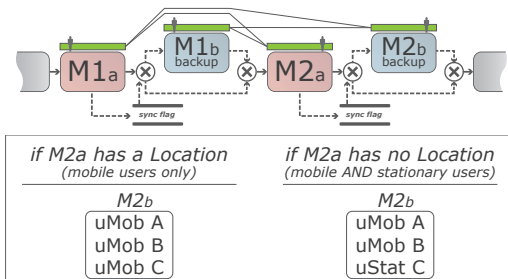 M1a
M1b
backup
M2a
M2b
backup
sync flag
sync flag
if M2a has a Location
(mobile users only)
M2b
uMob A
uMob B
uMob C
if M2a has no Location
(mobile AND stationary users)
M2b
uMob A
uMob B
uStat C